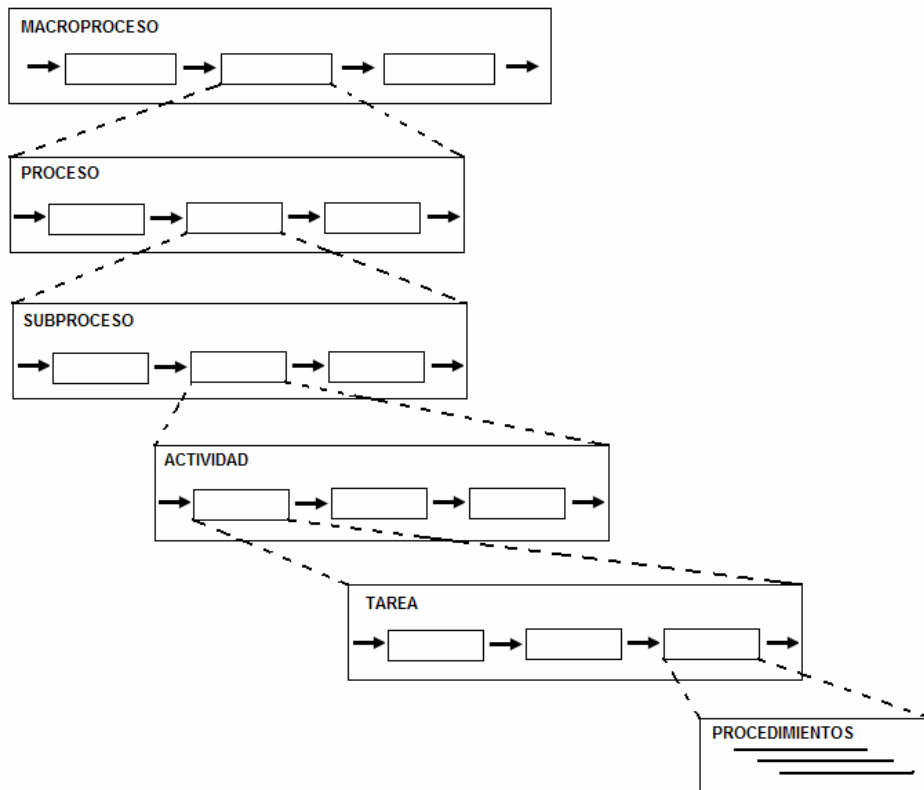 MACROPROCESO
PROCESO
SUBPROCESO
ACTIVIDAD
TAREA
PROCEDIMIENTOS